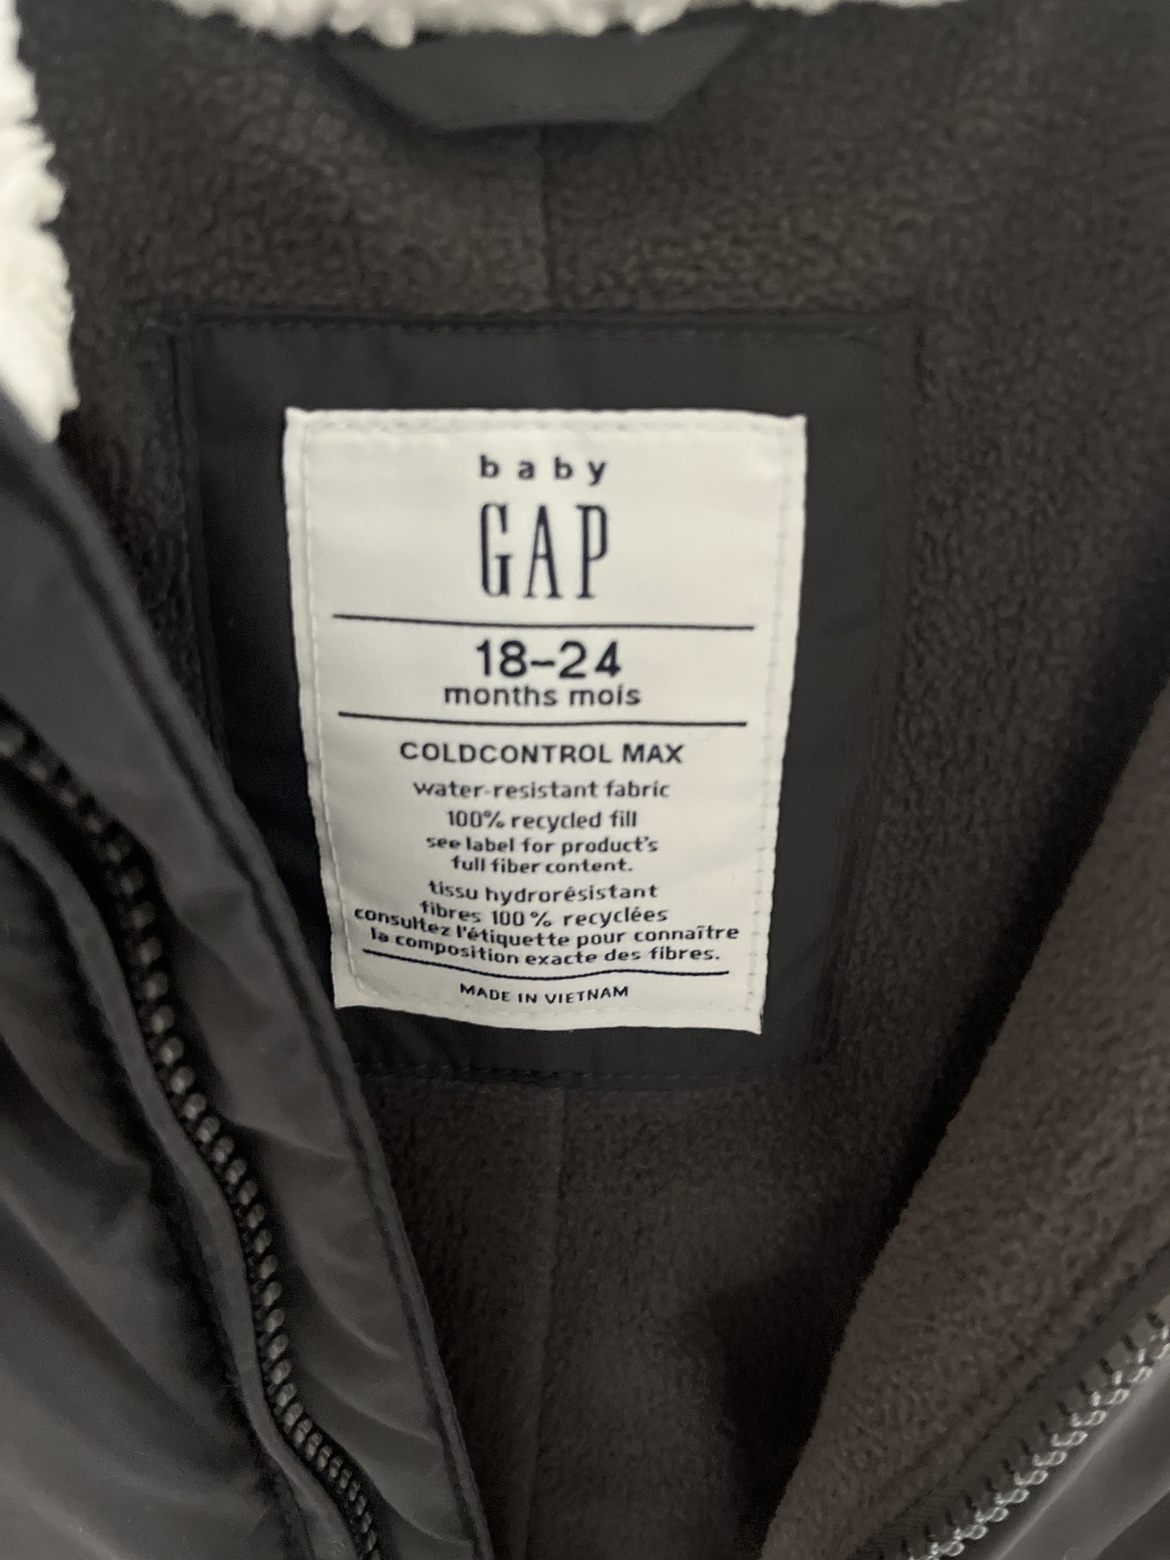 baby
GAP
18-24
months mois
COLDCONTROL MAX
water-resistant fabric
100% recycled fill
see label for product's
full fiber content.
tissu hydrorésistant
fibres 100 % recyclées
consultez l'étiquette pour connaître
la composition exacte des fibres.
MADE IN VIETNAM